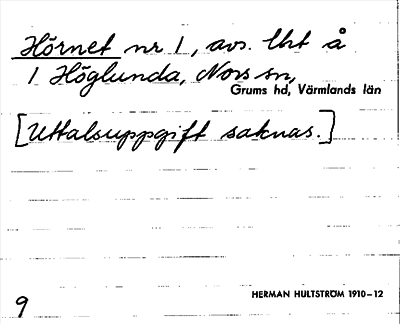 Hörnet nr 1, avs. lht å
1 Höglunda, Nors sn,
Grums hd, Värmlands län
[Uttalsuppgift saknas.]
HERMAN HULTSTRÖM 1910-12
9